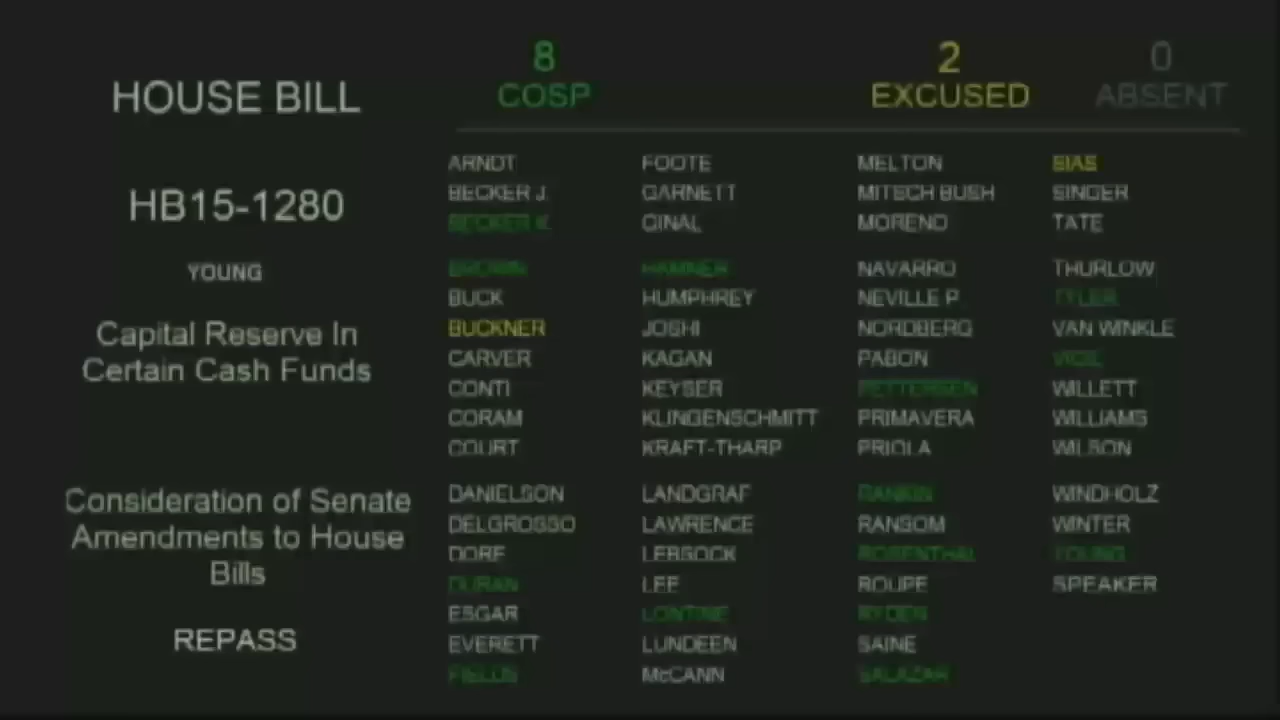 HOUSE BILL
HB15-1280
YOUNG
Capital Reserve In
Certain Cash Funds
Consideration of Senate
Amendments to House
Bills
REPASS
8
COSP
2
EXCUSED
0
ABSENT
ARNDT
BECKER J.
BECKER K.
BROWN
BUCK
BUCKNER
CARVER
CONTI
CORAM
COURT
DANIELSON
DELGROSSO
DORE
DURAN
ESGAR
EVERETT
FIELDS
FOOTE
GARNETT
GINAL
HAMNER
HUMPHREY
JOSHI
KAGAN
KEYSER
KLINGENSCHMITT
KRAFT-THARP
LANDGRAF
LAWRENCE
LEBSOCK
LEE
LONTINE
LUNDEEN
McCANN
MELTON
MITSCH BUSH
MORENO
NAVARRO
NEVILLE P.
NORDBERG
PABON
PETTERSEN
PRIMAVERA
PRIOLA
RANKIN
RANSOM
ROSENTHAL
ROUPE
RYDEN
SAINE
SALAZAR
SIAS
SINGER
TATE
THURLOW
TYLER
VAN WINKLE
VIGIL
WILLETT
WILLIAMS
WILSON
WINDHOLZ
WINTER
YOUNG
SPEAKER